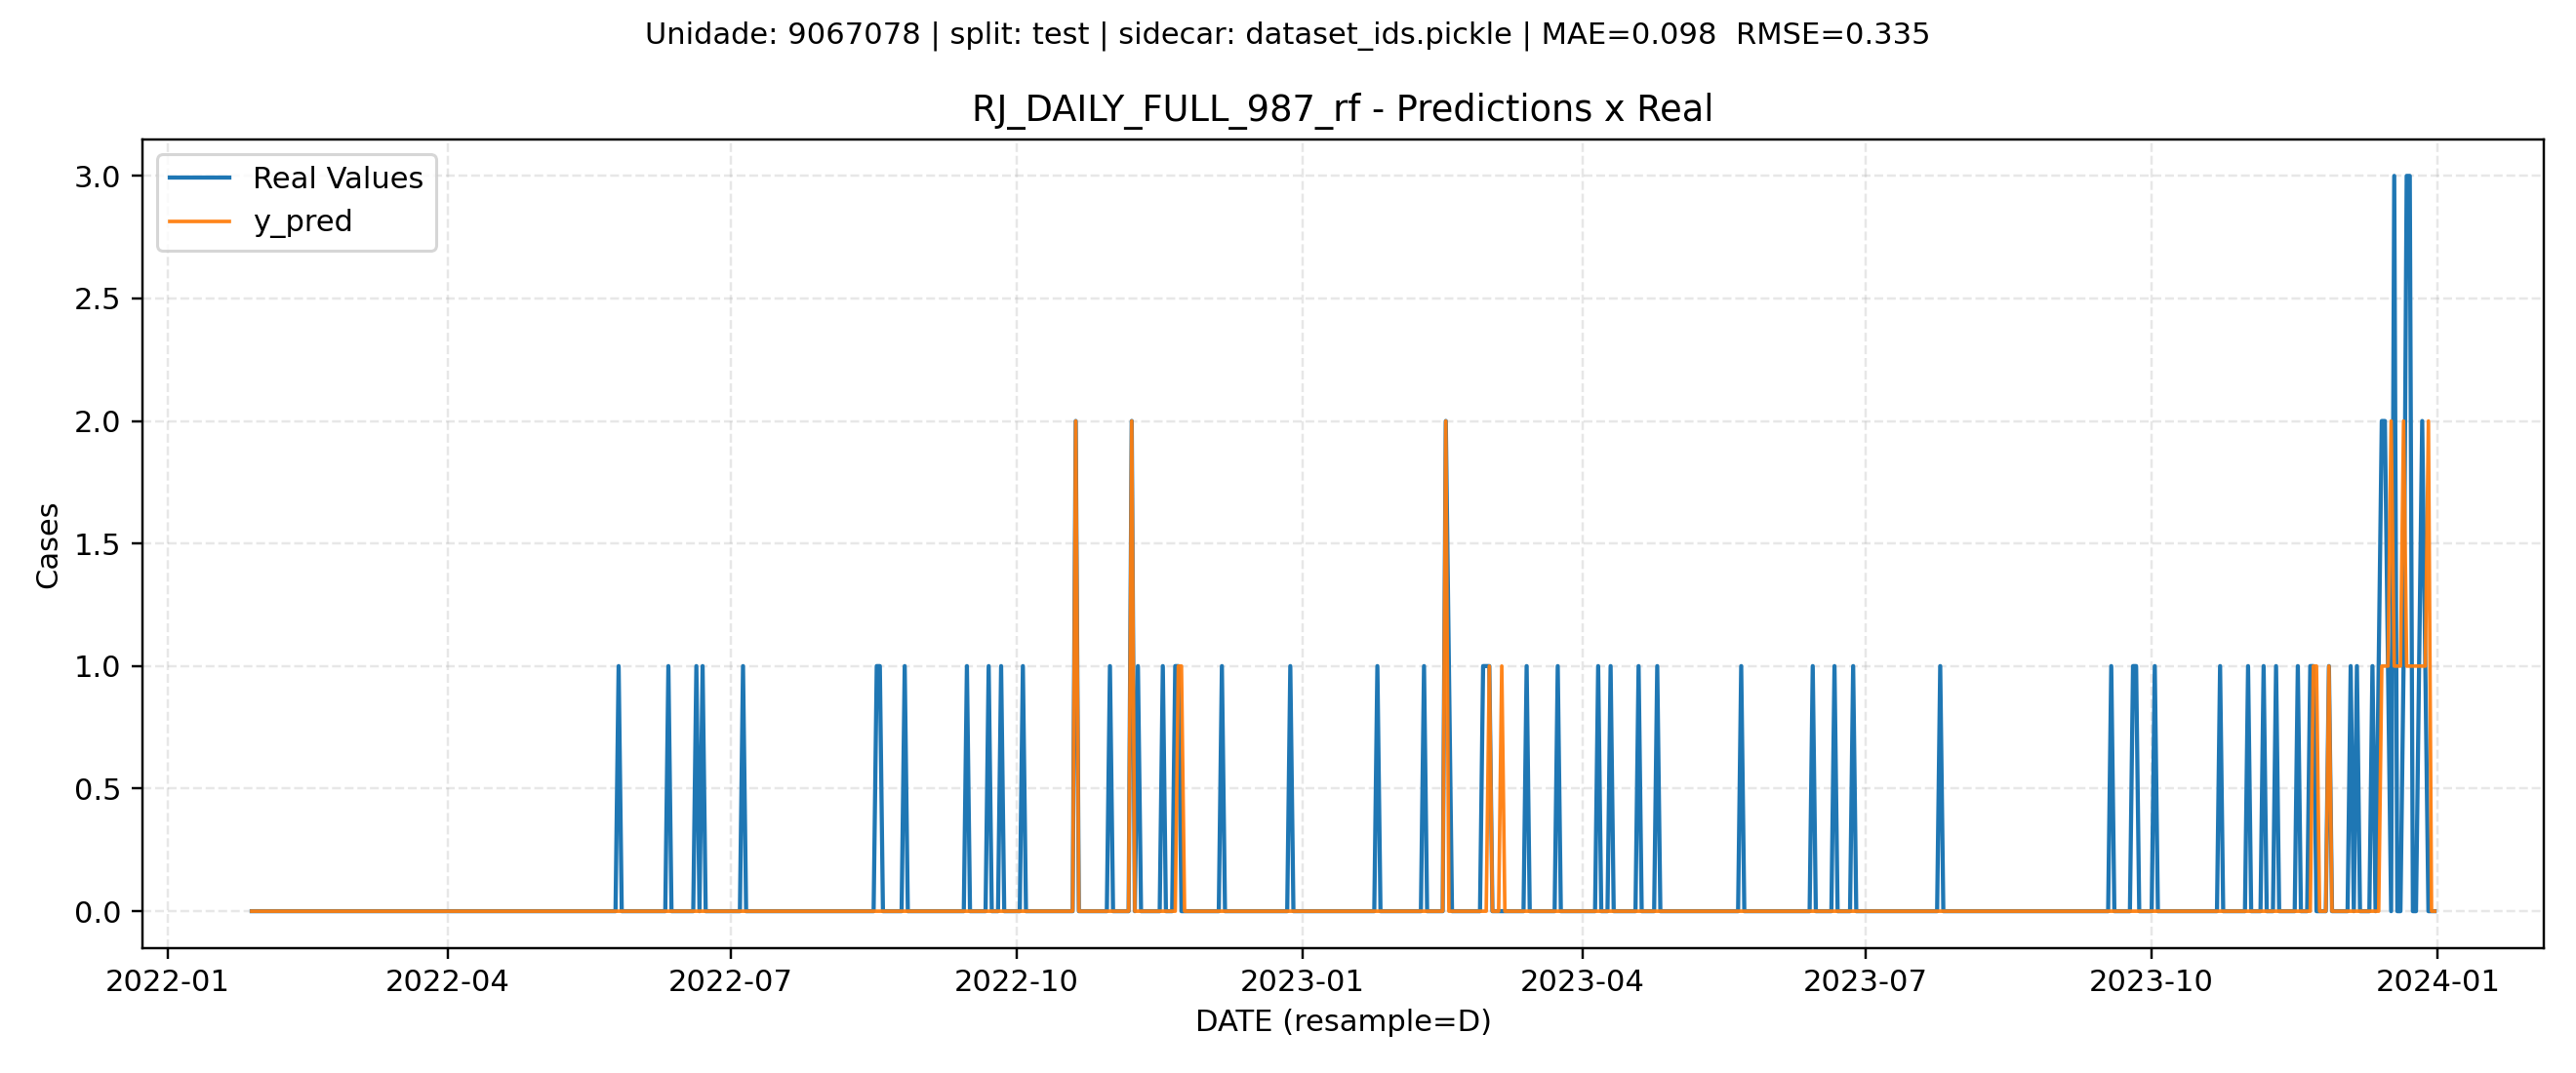 Unidade: 9067078 | split: test | sidecar: dataset_ids.pickle | MAE=0.098  RMSE=0.335
RJ_DAILY_FULL_987_rf - Predictions x Real
Real Values
y_pred
3.0
2.5
2.0
1.5
1.0
0.5
0.0
Cases
2022-01
2022-04
2022-07
2022-10
2023-01
2023-04
2023-07
2023-10
2024-01
DATE (resample=D)